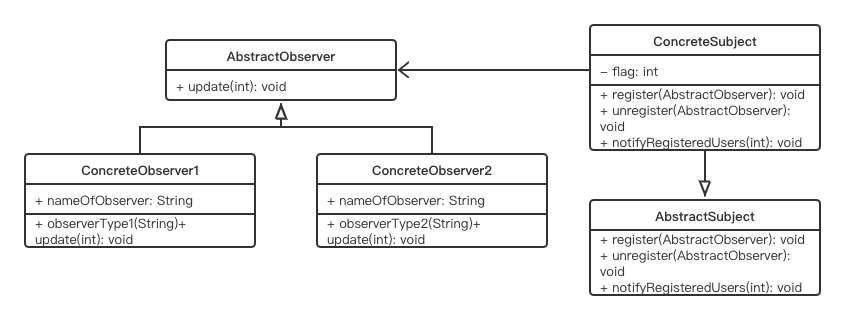 AbstractObserver
+ update(int): void
ConcreteSubject
– flag: int
+ register(AbstractObserver): void
+ unregister(AbstractObserver):
void
+ notifyRegisteredUsers(int): void
ConcreteObserver1
+ nameOfObserver: String
+ observerType1(String)+
update(int): void
ConcreteObserver2
+ nameOfObserver: String
+ observerType2(String)+
update(int): void
AbstractSubject
+ register(AbstractObserver): void
+ unregister(AbstractObserver):
void
+ notifyRegisteredUsers(int): void